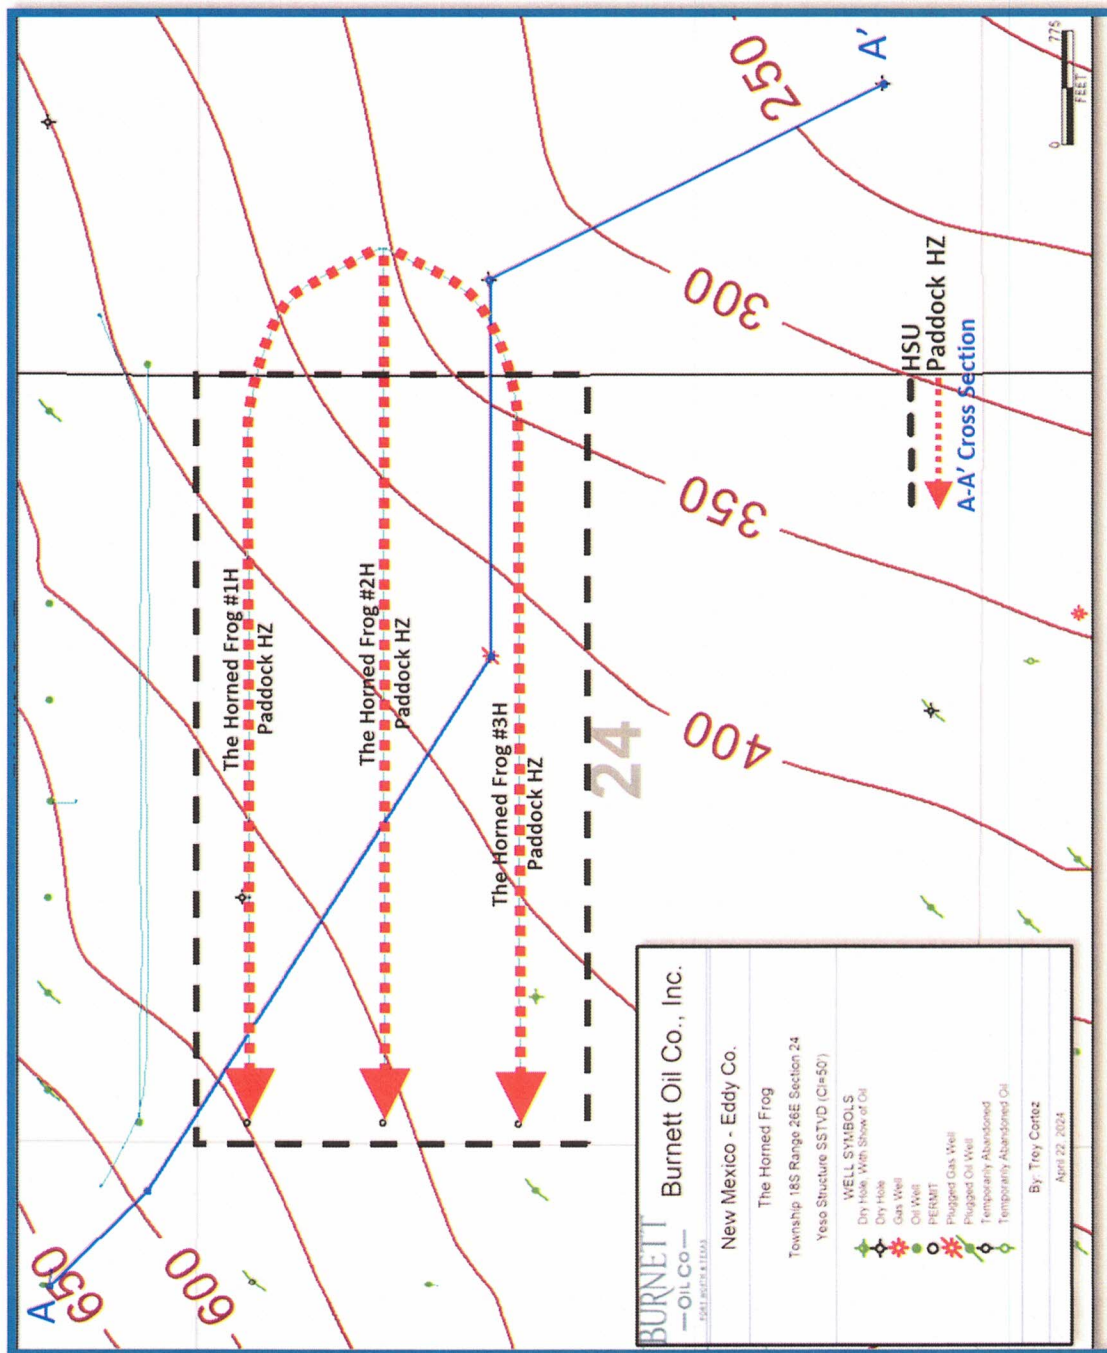 A
A'
650
600
400
350
300
250
The Horned Frog #1H
Paddock HZ
The Horned Frog #2H
Paddock HZ
The Horned Frog #3H
Paddock HZ
24
HSU
Paddock HZ
A-A' Cross Section
0 775
FEET
BURNETT
—OIL CO—
FORT WORTH ★ TEXAS
Burnett Oil Co., Inc.
New Mexico - Eddy Co.
The Horned Frog
Township 18S Range 26E Section 24
Yeso Structure SSTVD (CI=50')
WELL SYMBOLS
Dry Hole, With Show of Oil
Dry Hole
Gas Well
Oil Well
PERMIT
Plugged Gas Well
Plugged Oil Well
Temporarily Abandoned
Temporarily Abandoned Oil
By: Trey Cortez
April 22, 2024